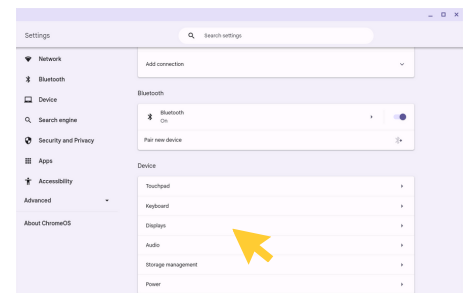 Settings
Search settings
Network
Bluetooth
Device
Search engine
Security and Privacy
Apps
Accessibility
Advanced
About ChromeOS
Add connection
Bluetooth
Bluetooth
On
Pair new device
Device
Touchpad
Keyboard
Displays
Audio
Storage management
Power